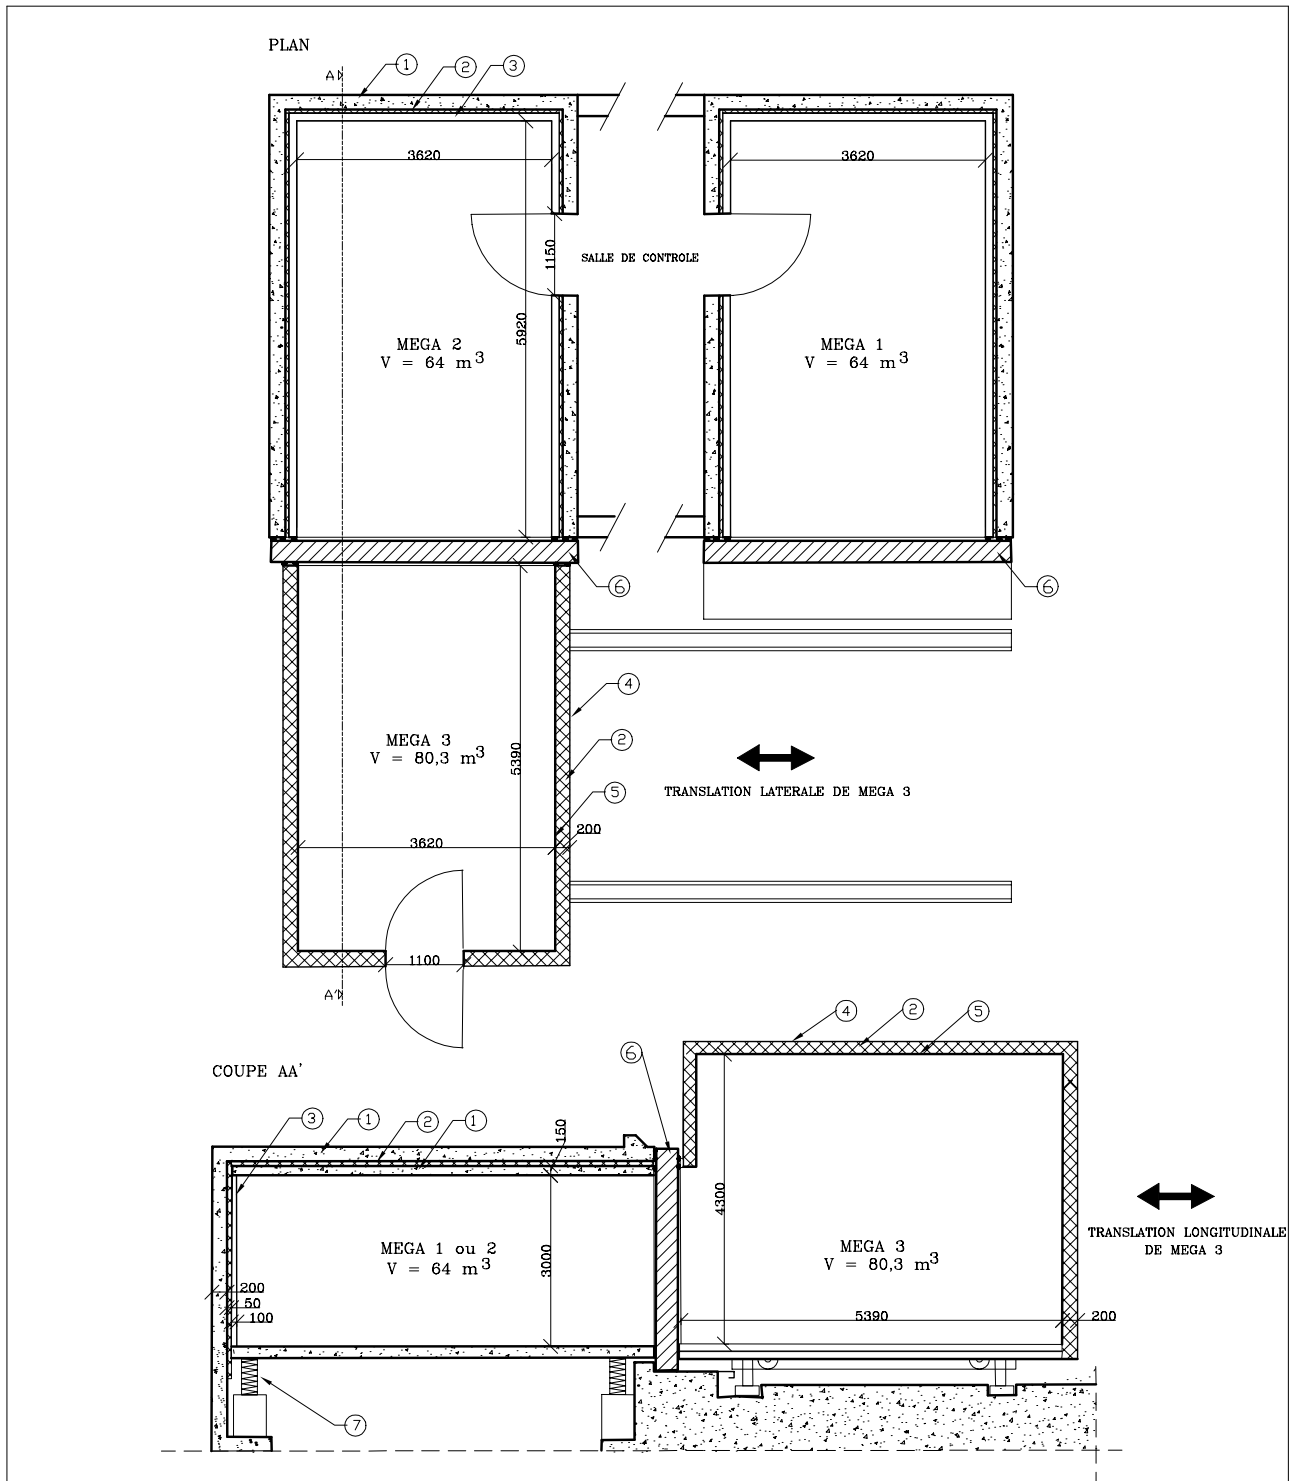 PLAN
A
1
2
3
3620
3620
1150
SALLE DE CONTROLE
5920
MEGA 2
V = 64 m³
MEGA 1
V = 64 m³
6
6
4
MEGA 3
V = 80,3 m³
2
5390
5
TRANSLATION LATERALE DE MEGA 3
200
3620
1100
A'
4
2
5
COUPE AA'
6
3
1
2
1
150
4300
MEGA 1 ou 2
V = 64 m³
3000
MEGA 3
V = 80,3 m³
TRANSLATION LONGITUDINALE
DE MEGA 3
200
50
100
5390
200
7